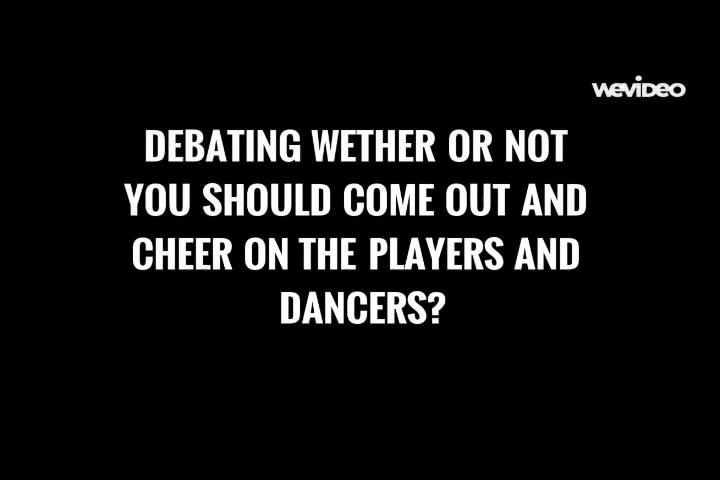 WeVIDEO
DEBATING WETHER OR NOT
YOU SHOULD COME OUT AND
CHEER ON THE PLAYERS AND
DANCERS?